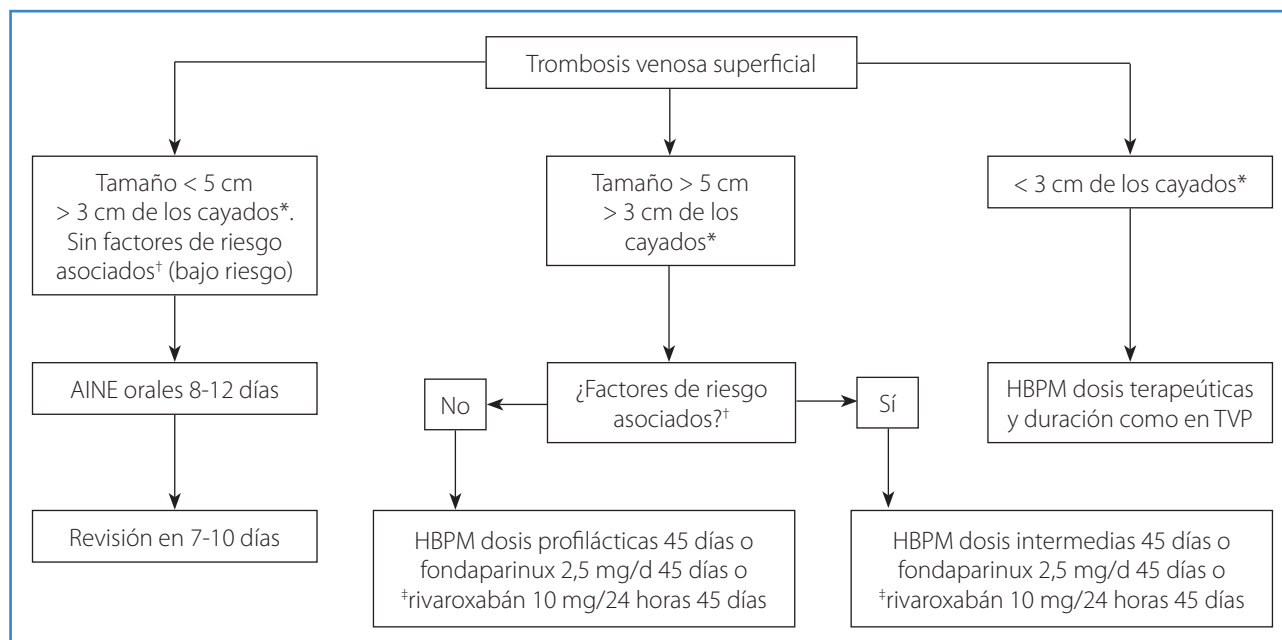 Trombosis venosa superficial
Tamaño < 5 cm
> 3 cm de los cayados*.
Sin factores de riesgo
asociados† (bajo riesgo)
Tamaño > 5 cm
> 3 cm de los
cayados*
< 3 cm de los cayados*
AINE orales 8-12 días
No
¿Factores de riesgo
asociados?†
Sí
HBPM dosis terapeúticas
y duración como en TVP
Revisión en 7-10 días
HBPM dosis profilácticas 45 días o
fondaparinux 2,5 mg/d 45 días o
‡rivaroxabán 10 mg/24 horas 45 días
HBPM dosis intermedias 45 días o
fondaparinux 2,5 mg/d 45 días o
‡rivaroxabán 10 mg/24 horas 45 días